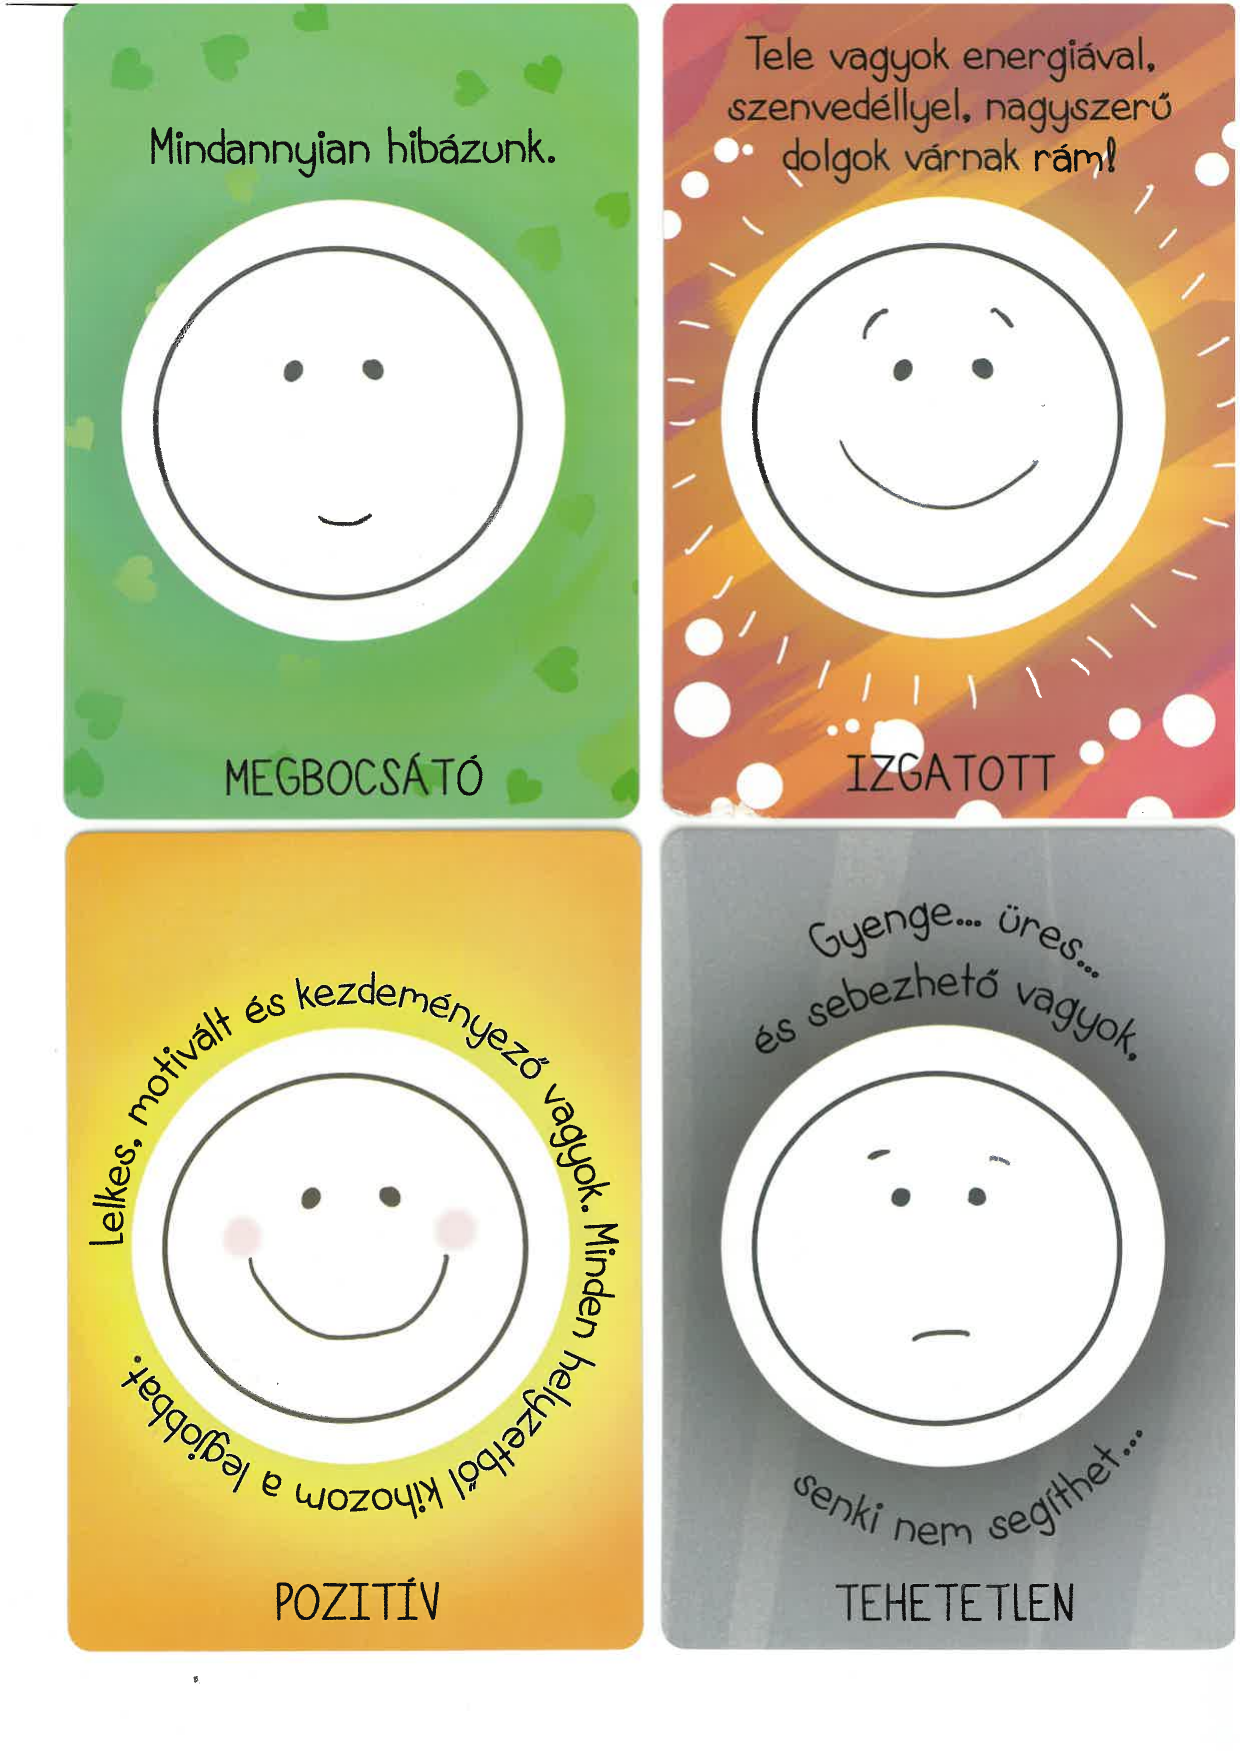 Mindannyian hibázunk.
MEGBOCSÁTÓ
Tele vagyok energiával,
szenvedéllyel, nagyszerű
dolgok várnak rám!
IZGATOTT
Lelkes, motivált és kezdeményező vagyok. Minden helyzetből kihozom a legjobbat.
POZITÍV
Gyenge... üres...
és sebezhető vagyok,
senki nem segíthet...
TEHETETLEN